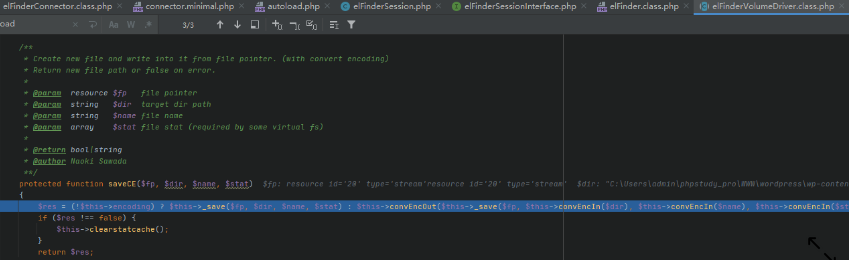 elFinderConnector.class.php × connector.minimal.php × autoload.php × elFinderSession.php × elFinderSessionInterface.php × elFinder.class.php × elFinderVolumeDriver.class.php ×
oad × Cc W .* 3/3
/**
* Create new file and write into it from file pointer. (with convert encoding)
* Return new file path or false on error.
*
* @param resource $fp file pointer
* @param string $dir target dir path
* @param string $name file name
* @param array $stat file stat (required by some virtual fs)
*
* @return bool|string
* @author Naoki Sawada
**/
protected function saveCE($fp, $dir, $name, $stat) $fp: resource id='20' type='stream'resource id='20' type='stream' $dir: "C:\Users\admin\phpstudy_pro\WWW\wordpress\wp-conten
{
$res = (!$this->encoding) ? $this->_save($fp, $dir, $name, $stat) : $this->convEncOut($this->_save($fp, $this->convEncIn($dir), $this->convEncIn($name), $this->convEncIn($st
if ($res !== false) {
$this->clearstatcache();
}
return $res;